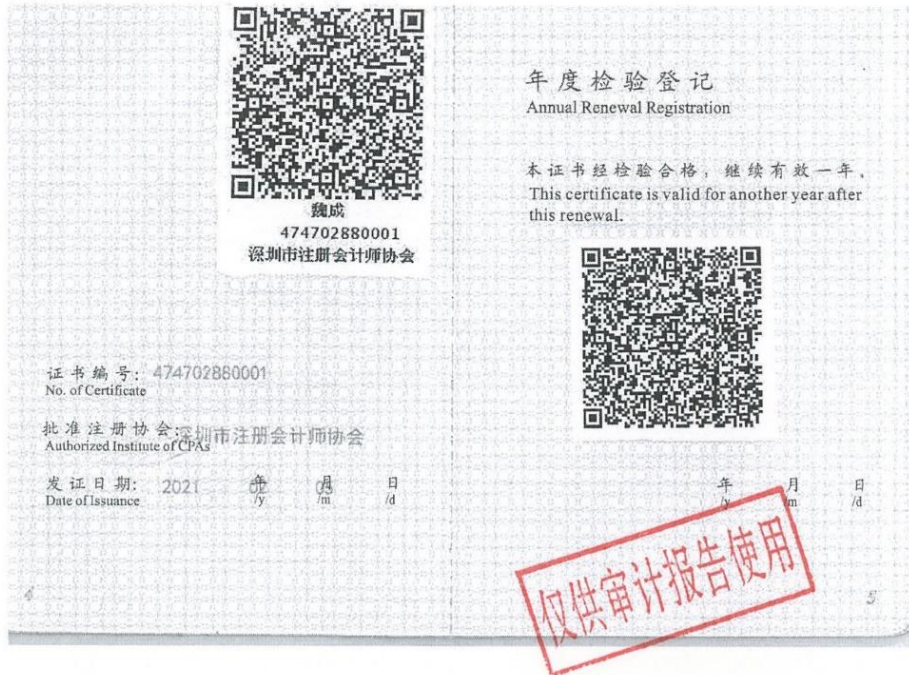 魏成
474702880001
深圳市注册会计师协会
证书编号: 474702880001
No. of Certificate
批准注册协会: 深圳市注册会计师协会
Authorized Institute of CPAs
发证日期: 2021 年 02 月 03 日
Date of Issuance /y /m /d
4
年度检验登记
Annual Renewal Registration
本证书经检验合格，继续有效一年。
This certificate is valid for another year after
this renewal.
年 月 日
/y /m /d
仅供审计报告使用
5